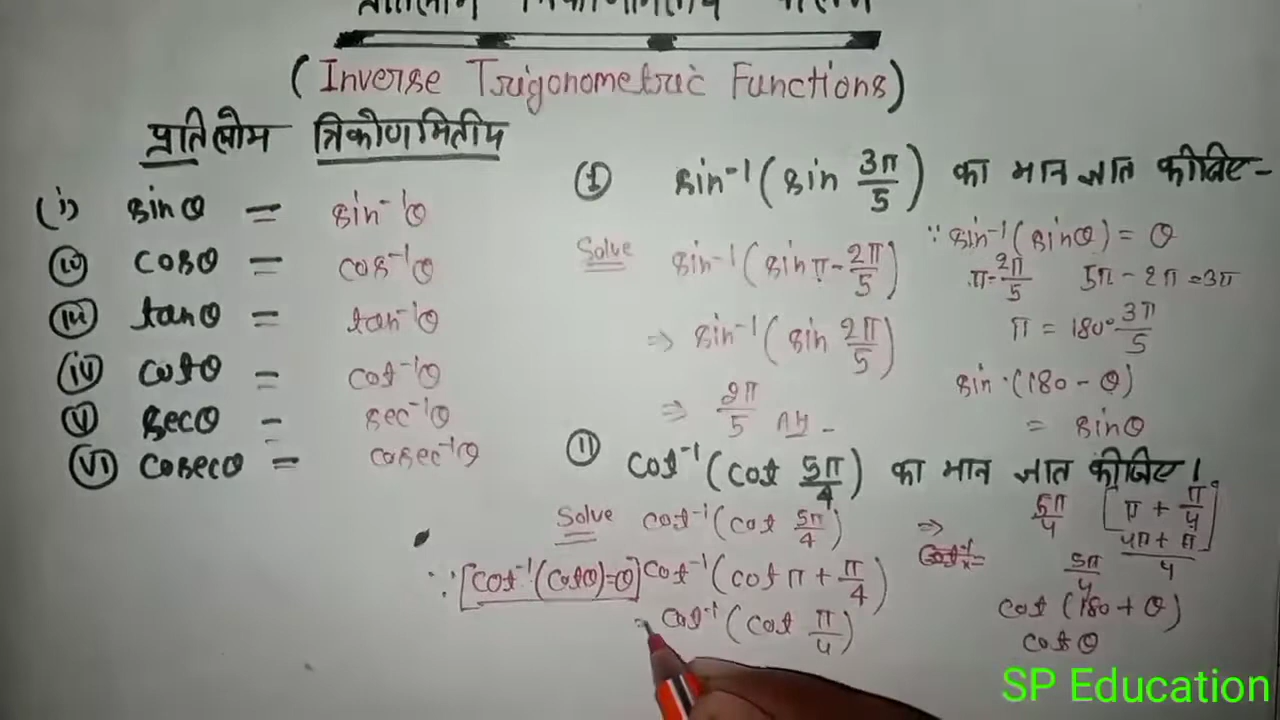 (Inverse Trigonometric Functions)
प्रतिलोम त्रिकोणमितीय
(i) sinθ = sin⁻¹θ
(ii) cosθ = cos⁻¹θ
(iii) tanθ = tan⁻¹θ
(iv) cotθ = cot⁻¹θ
(v) secθ = sec⁻¹θ
(vi) cosecθ = cosec⁻¹θ
(I) sin⁻¹(sin 3π/5) का मान ज्ञात कीजिए-
Solve sin⁻¹(sin π - 2π/5)
⇒ sin⁻¹(sin 2π/5)
⇒ 2π/5
∵ sin⁻¹(sinθ) = θ
π - 2π/5 5π - 2π = 3π
π = 180° 3π/5
sin (180 - θ)
= sinθ
(II) cot⁻¹(cot 5π/4) का मान ज्ञात कीजिए।
Solve cot⁻¹(cot 5π/4)
∵ [cot⁻¹(cotθ)=θ] cot⁻¹(cot π + π/4)
cot⁻¹(cot π/4)
⇒ 5π/4 [π + π/4]
4π + π/4
5π/4
cot (180 + θ)
cotθ
SP Education